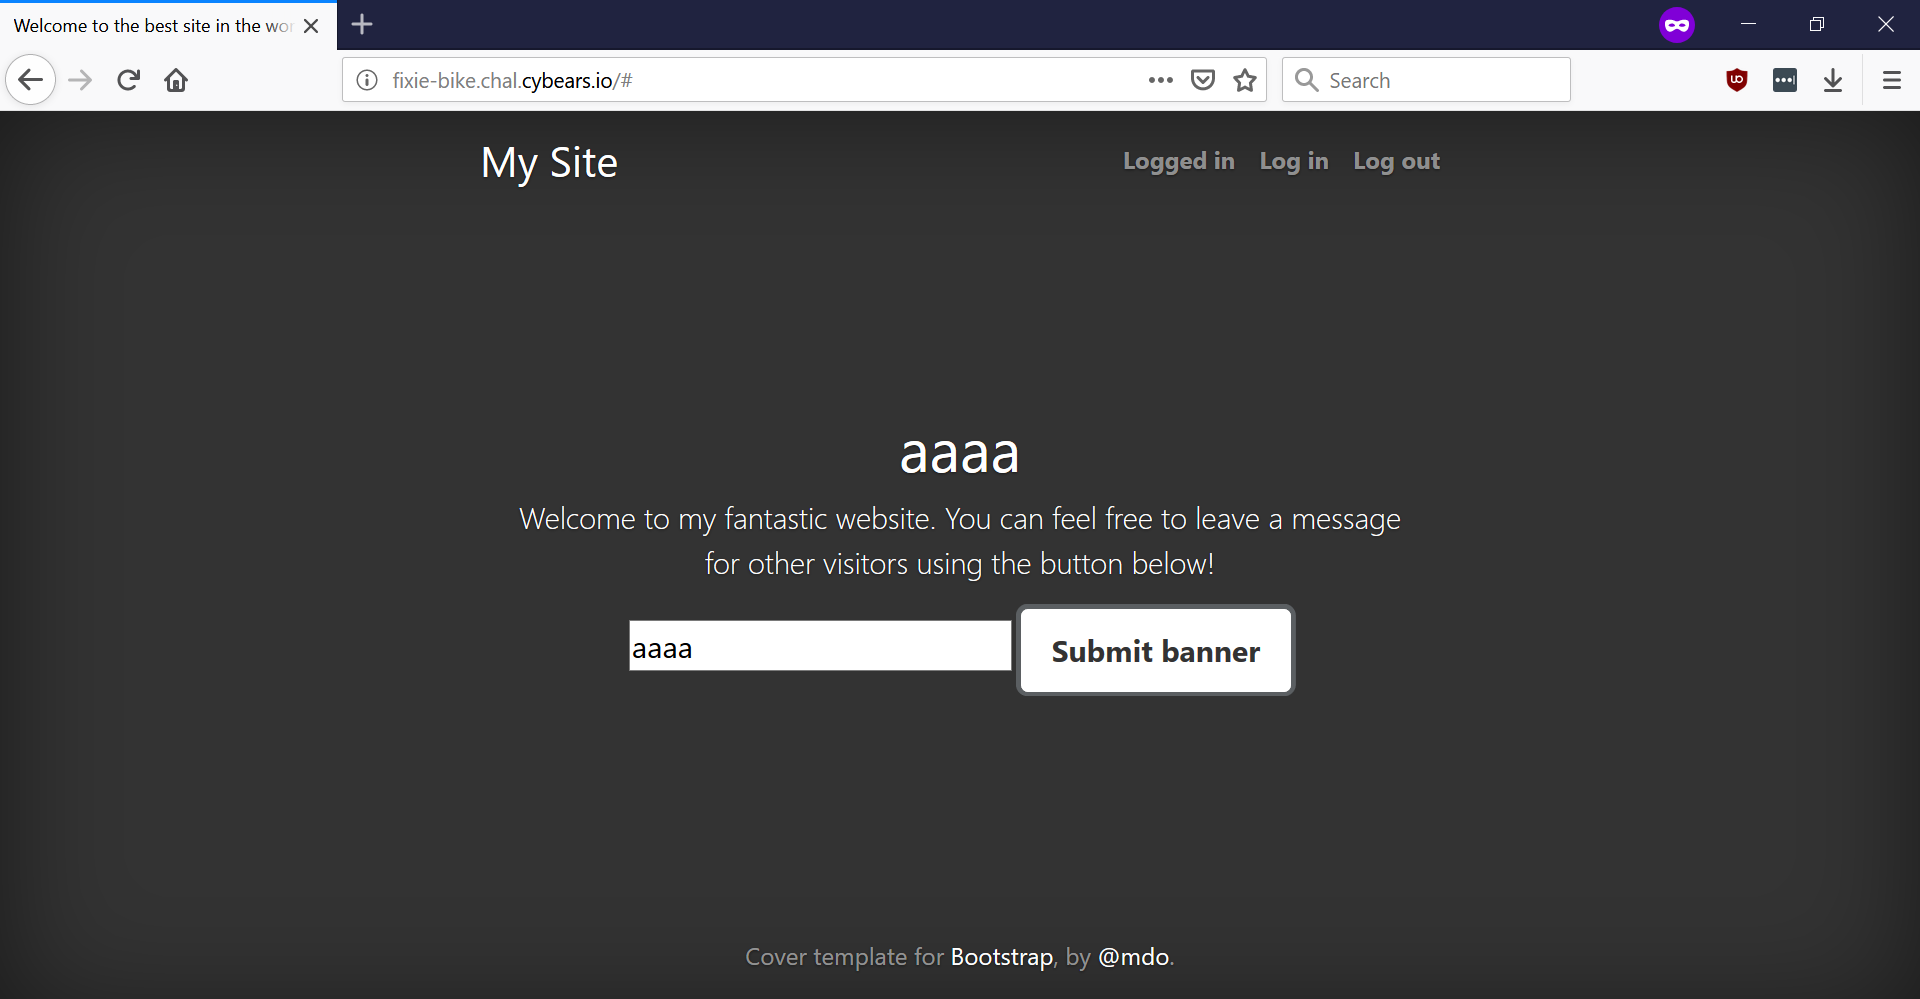 Welcome to the best site in the wor
fixie-bike.chal.cybears.io/#
Search
My Site
Logged in Log in Log out
aaaa
Welcome to my fantastic website. You can feel free to leave a message
for other visitors using the button below!
aaaa
Submit banner
Cover template for Bootstrap, by @mdo.